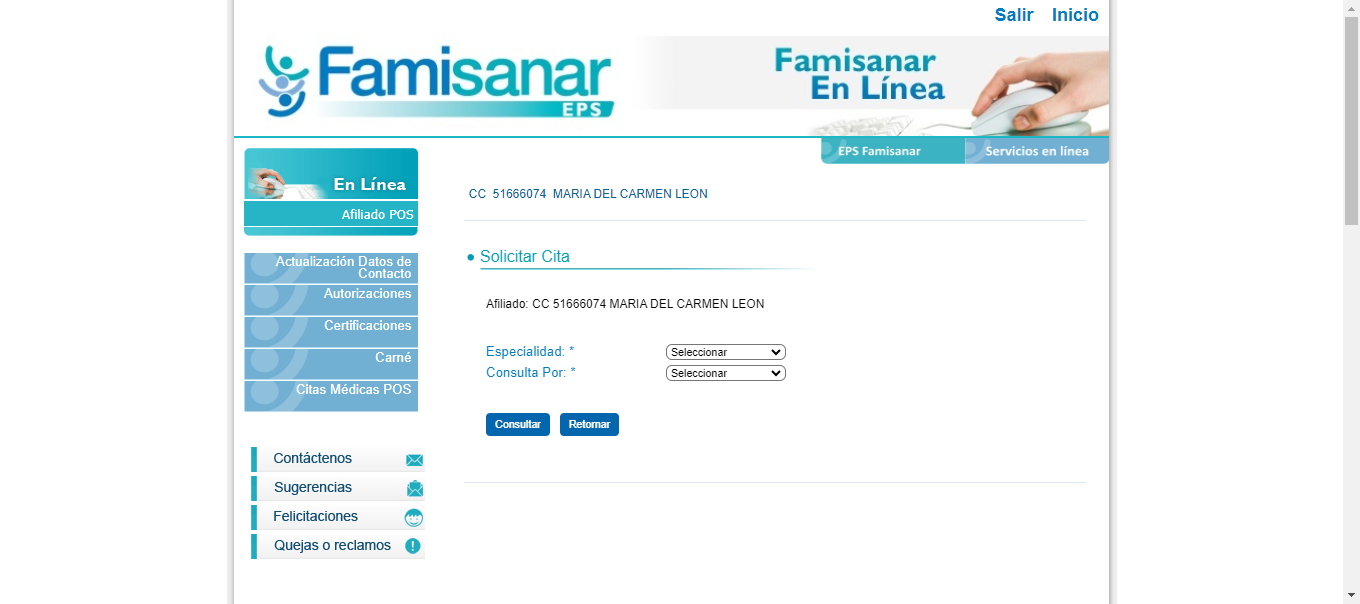 Salir Inicio
Famisanar
EPS
Famisanar
En Línea
EPS Famisanar
Servicios en línea
En Línea
Afiliado POS
CC 51666074 MARIA DEL CARMEN LEON
Actualización Datos de
Contacto
Autorizaciones
Certificaciones
Carné
Citas Médicas POS
Solicitar Cita
Afiliado: CC 51666074 MARIA DEL CARMEN LEON
Especialidad: * Seleccionar
Consulta Por: * Seleccionar
Consultar Retornar
Contáctenos
Sugerencias
Felicitaciones
Quejas o reclamos